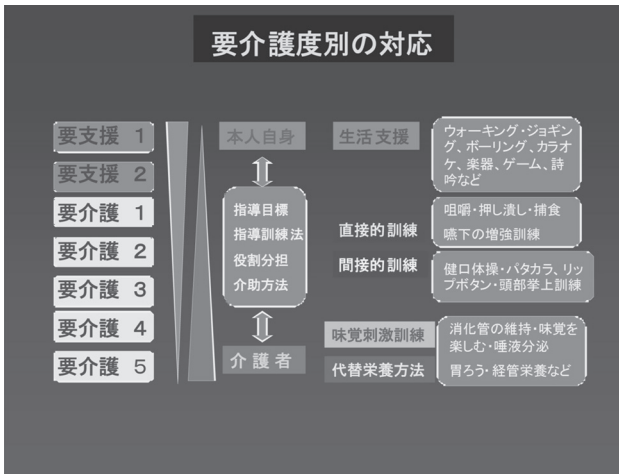 要介護度別の対応
要支援 1
要支援 2
要介護 1
要介護 2
要介護 3
要介護 4
要介護 5
本人自身
指導目標
指導訓練法
役割分担
介助方法
介護者
生活支援
ウォーキング・ジョギン
グ、ボーリング、カラオ
ケ、楽器、ゲーム、詩
吟など
直接的訓練
咀嚼・押し潰し・捕食
嚥下の増強訓練
間接的訓練
健口体操・パタカラ、リッ
プボタン・頭部挙上訓練
味覚刺激訓練
消化管の維持・味覚を
楽しむ・唾液分泌
代替栄養方法
胃ろう・経管栄養など